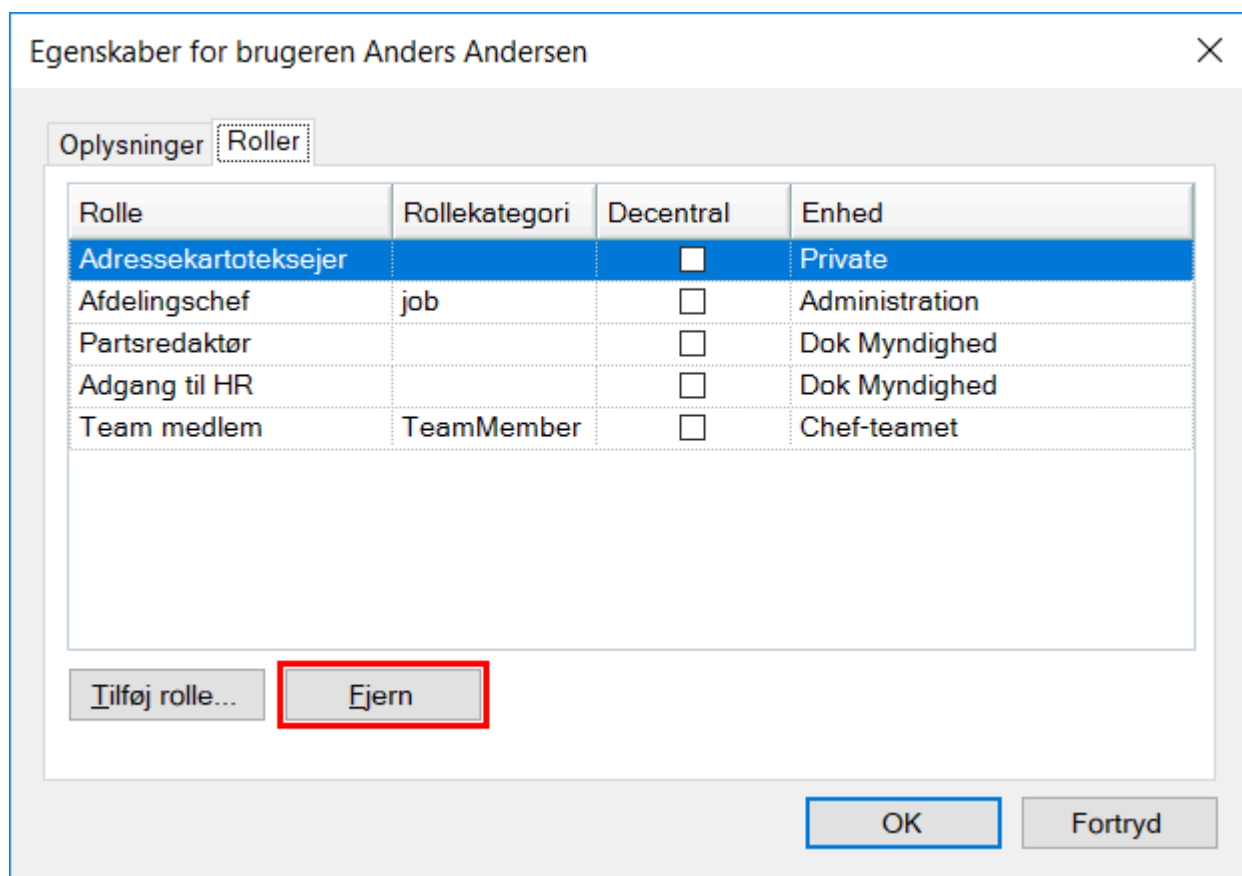 Egenskaber for brugeren Anders Andersen
Oplysninger Roller
Rolle Rollekategori Decentral Enhed
Adressekartoteksejer Private
Afdelingschef job Administration
Partsredaktør Dok Myndighed
Adgang til HR Dok Myndighed
Team medlem TeamMember Chef-teamet
Tilføj rolle... Fjern
OK Fortryd